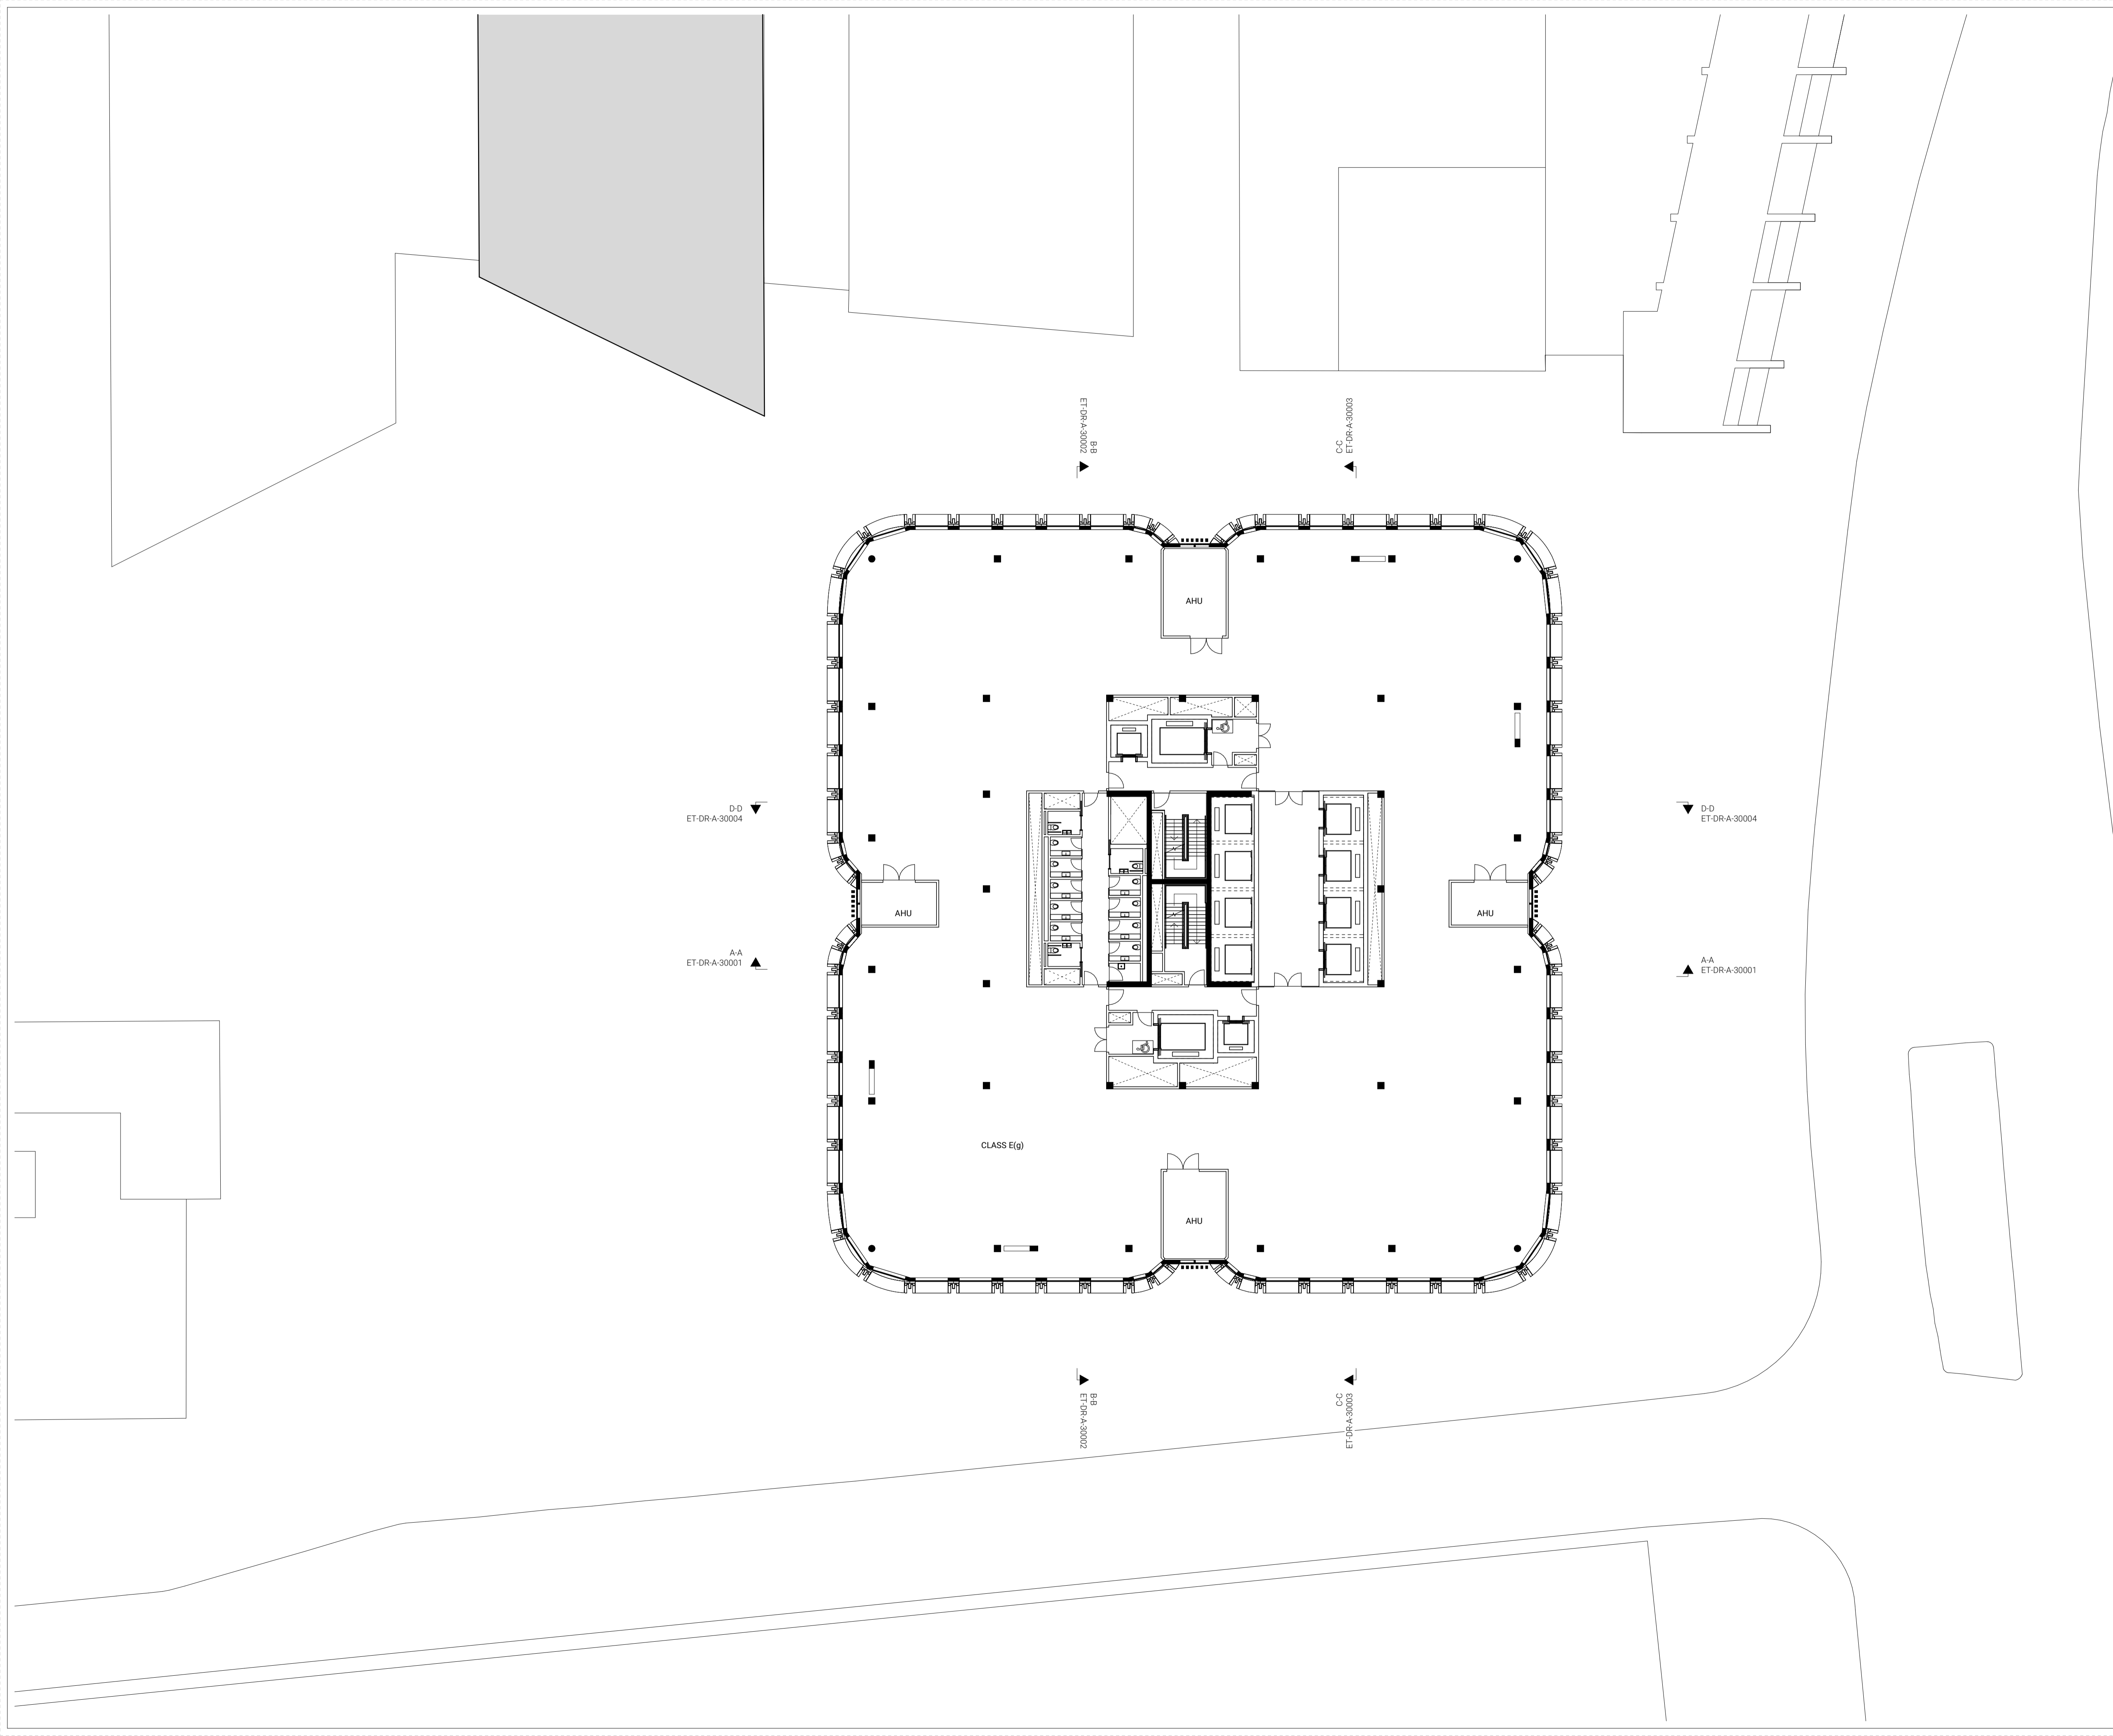 B-B
ET-DR-A-30002
C-C
ET-DR-A-30003
AHU
D-D
ET-DR-A-30004
D-D
ET-DR-A-30004
AHU
AHU
A-A
ET-DR-A-30001
A-A
ET-DR-A-30001
CLASS E(g)
AHU
B-B
ET-DR-A-30002
C-C
ET-DR-A-30003